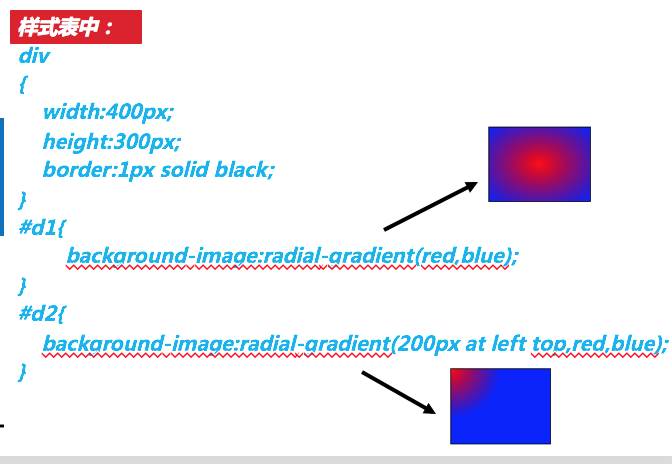 样式表中：
div
{
width:400px;
height:300px;
border:1px solid black;
}
#d1{
background-image:radial-gradient(red,blue);
}
#d2{
background-image:radial-gradient(200px at left top,red,blue);
}